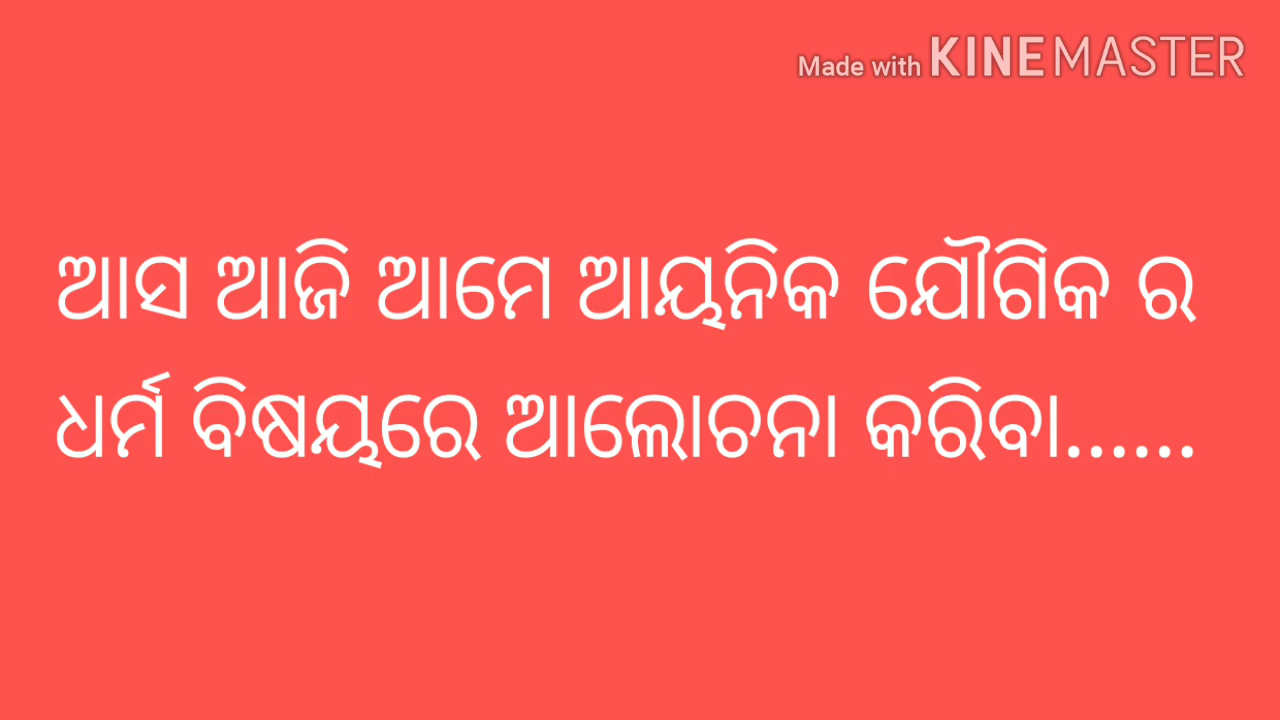 Made with KINEMASTER
ଆସ ଆଜି ଆମେ ଆୟନିକ ଯୌଗିକ ର
ଧର୍ମ ବିଷୟରେ ଆଲୋଚନା କରିବା......